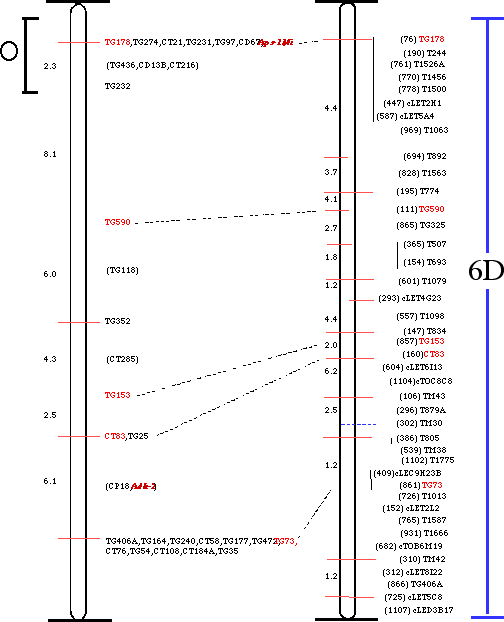 TG178,TG274,CT21,TG231,TG97,CD67
(TG436,CD13B,CT216)
TG232
TG590
(TG118)
TG352
(CT285)
TG153
CT83,TG25
(CP18
TG406A,TG164,TG240,CT58,TG177,TG472,TG73,
CT76,TG54,CT108,CT184A,TG35
O
2.3
8.1
6.0
4.3
2.5
6.1
4.4
3.7
4.1
2.7
1.8
1.2
4.4
2.0
6.2
2.5
1.2
1.2
(76) TG178
(190) T244
(761) T1526A
(770) T1456
(778) T1500
(447) cLET2H1
(587) cLET5A4
(969) T1063
(694) T892
(828) T1563
(195) T774
(111) TG590
(865) TG325
(365) T507
(154) T693
(601) T1079
(293) cLET4G23
(557) T1098
(147) T834
(857) TG153
(160)CT83
(604) cLET6I13
(1104)cTOC8C8
(106) TM43
(296) T879A
(302) TM30
(386) T805
(539) TM38
(1102) T1775
(409)cLEC9H23B
(861) TG73
(726) T1013
(152) cLET2L2
(765) T1587
(931) T1666
(682) cTOB6M19
(310) TM42
(312) cLET8I22
(866) TG406A
(725) cLET5C8
(1107) cLED3B17
6D